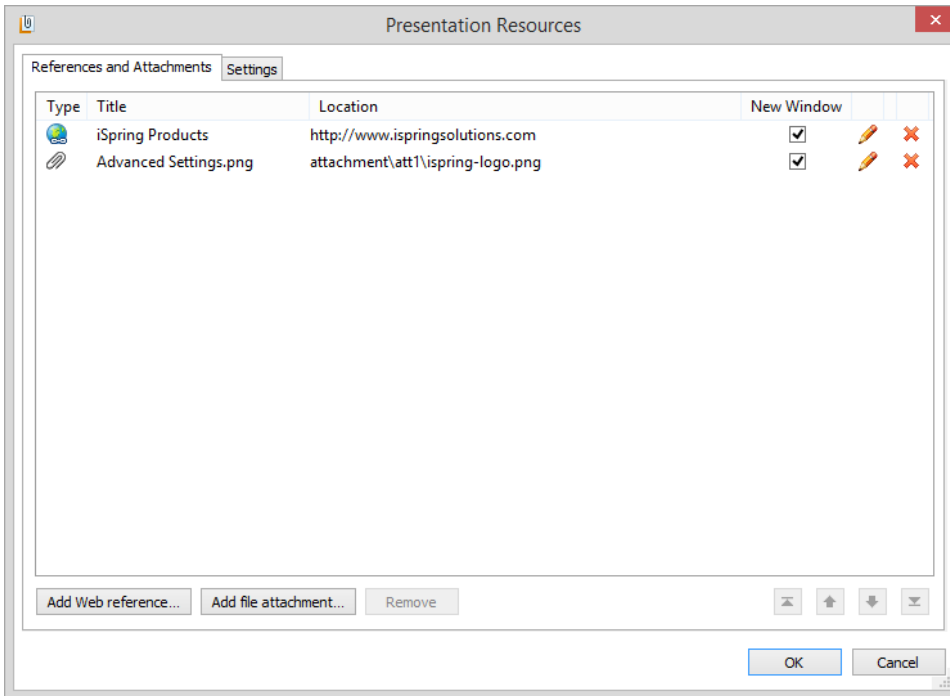 Presentation Resources
References and Attachments Settings
Type Title Location New Window
iSpring Products http://www.ispringsolutions.com
Advanced Settings.png attachment\att1\ispring-logo.png
Add Web reference... Add file attachment... Remove
OK Cancel